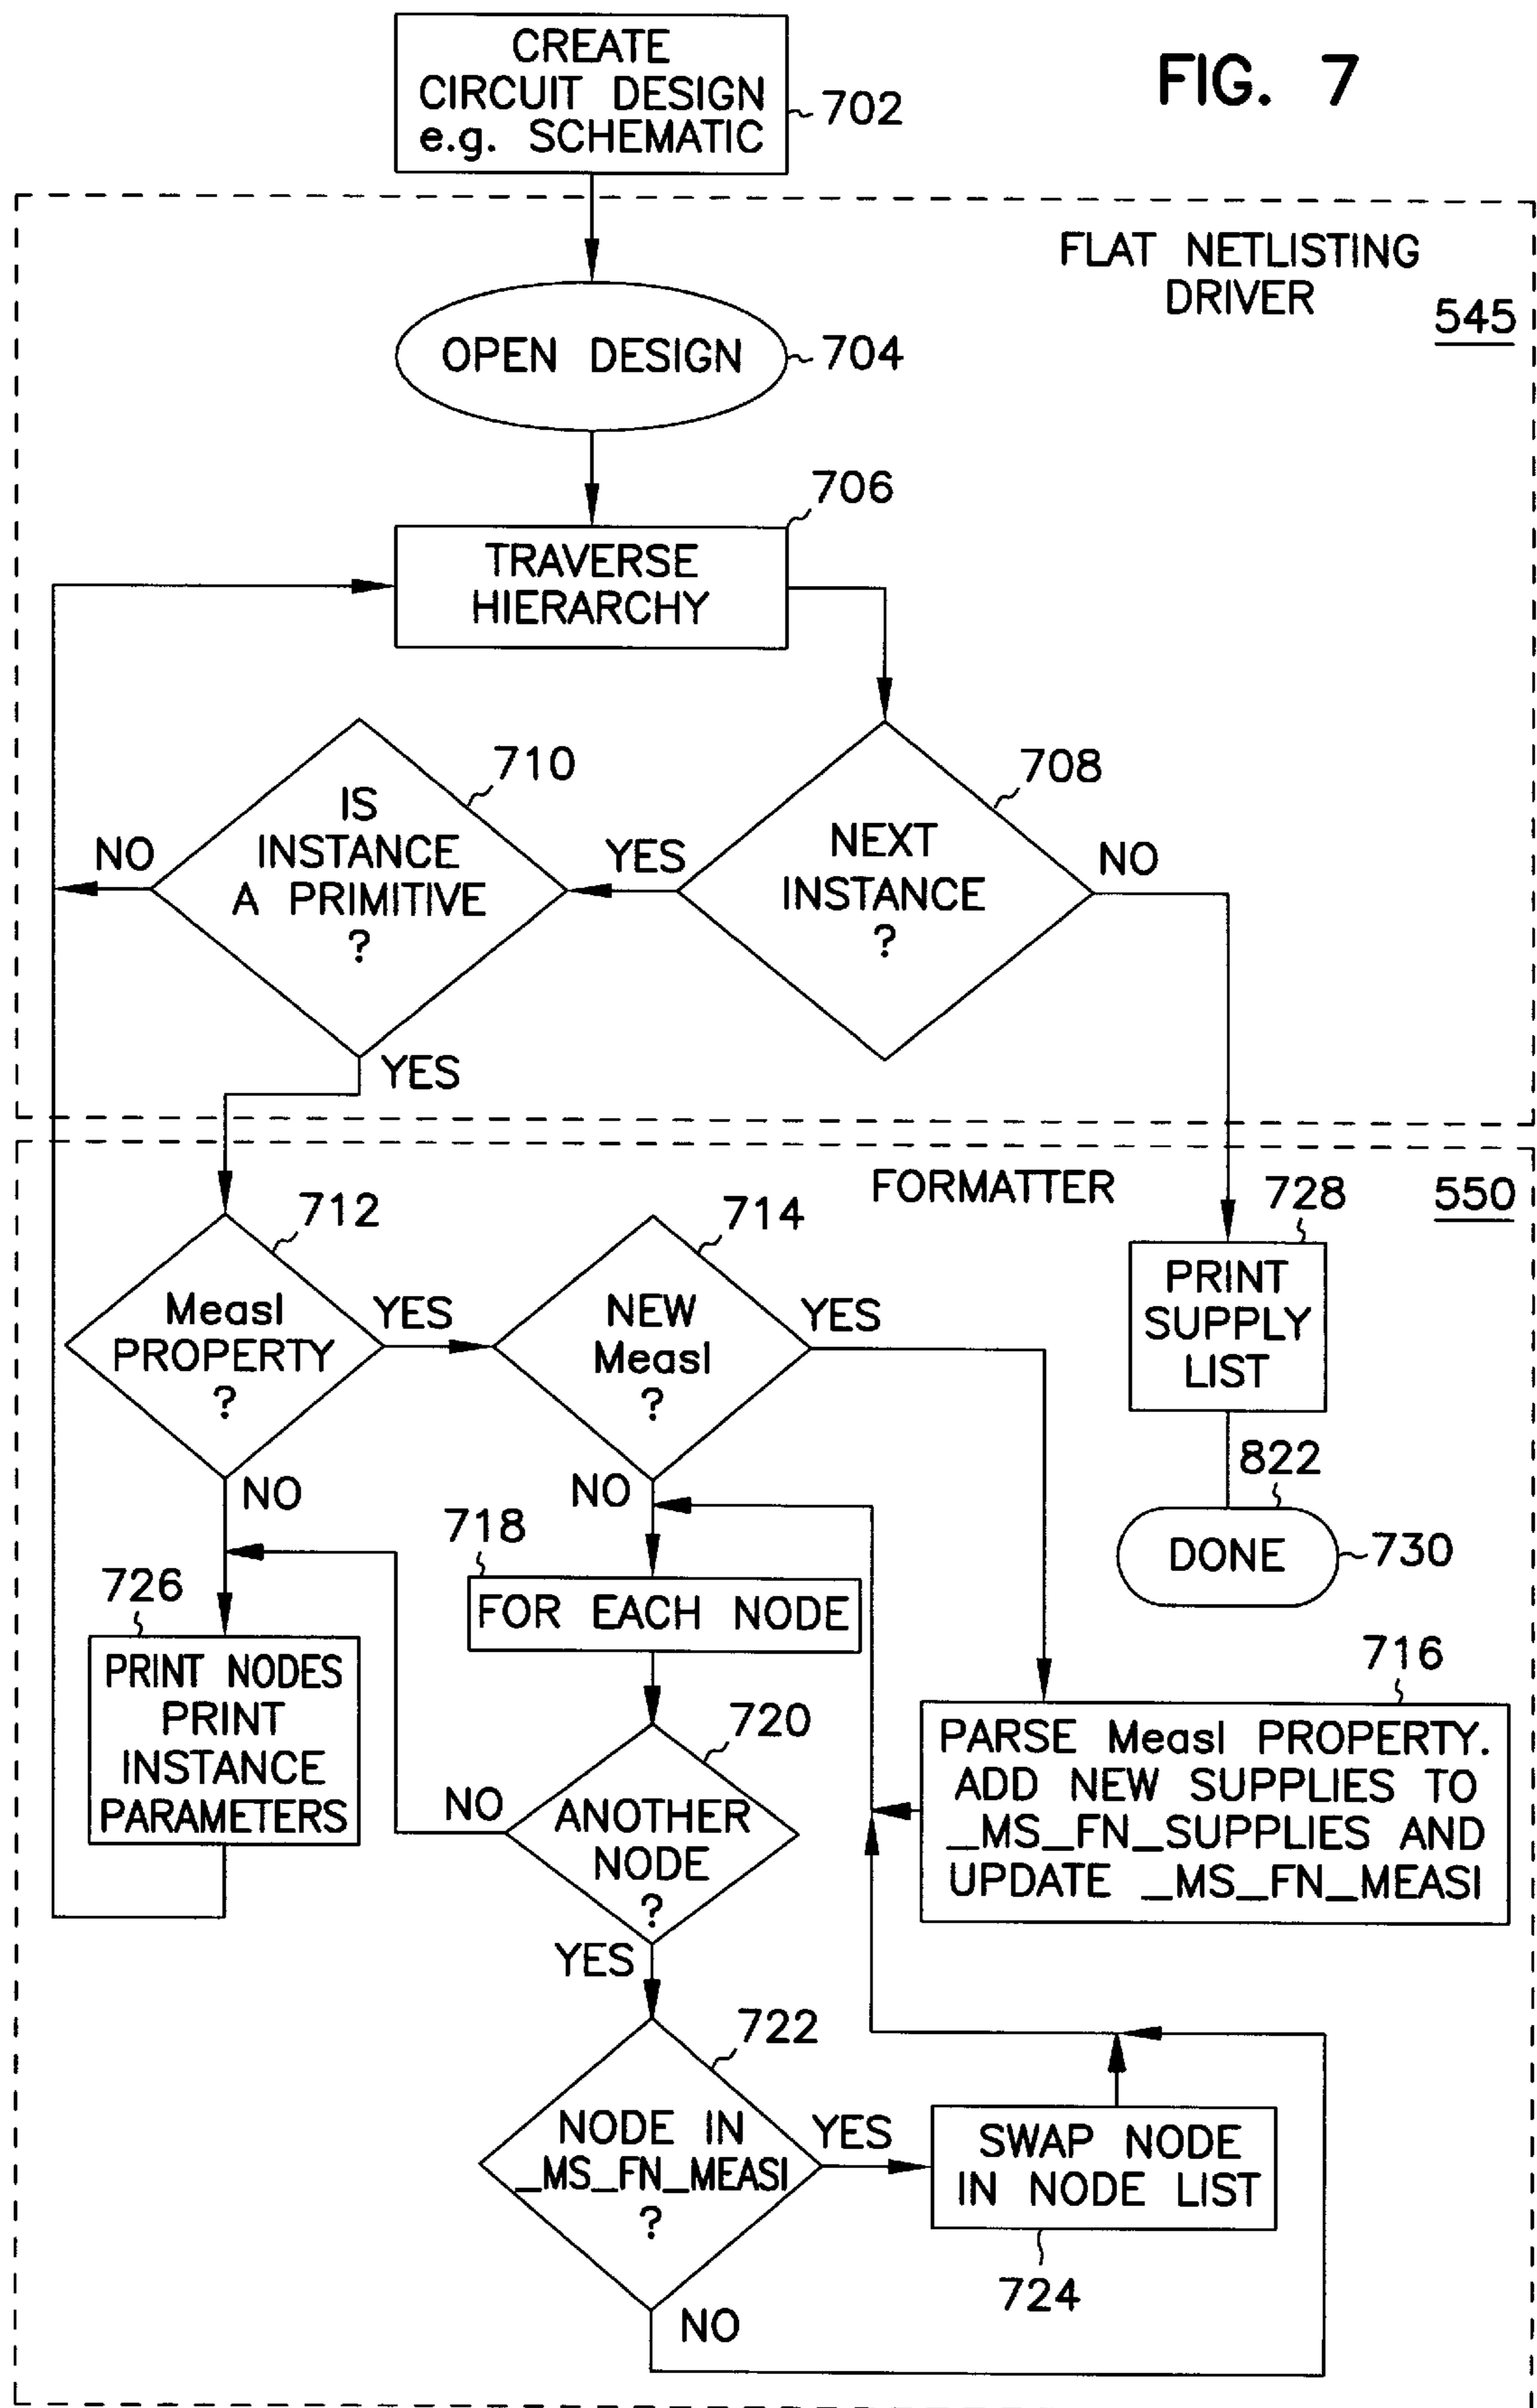 FIG. 7
CREATE
CIRCUIT DESIGN
e.g. SCHEMATIC
702
FLAT NETLISTING
DRIVER
545
OPEN DESIGN
704
706
TRAVERSE
HIERARCHY
710
IS
INSTANCE
A PRIMITIVE
?
NO
YES
708
NEXT
INSTANCE
?
NO
YES
FORMATTER
550
712
MeasI
PROPERTY
?
YES
714
NEW
MeasI
?
YES
728
PRINT
SUPPLY
LIST
NO
NO
822
DONE
730
718
FOR EACH NODE
726
PRINT NODES
PRINT
INSTANCE
PARAMETERS
716
PARSE MeasI PROPERTY.
ADD NEW SUPPLIES TO
_MS_FN_SUPPLIES AND
UPDATE _MS_FN_MEASI
720
NO
ANOTHER
NODE
?
YES
722
NODE IN
_MS_FN_MEASI
?
YES
SWAP NODE
IN NODE LIST
724
NO